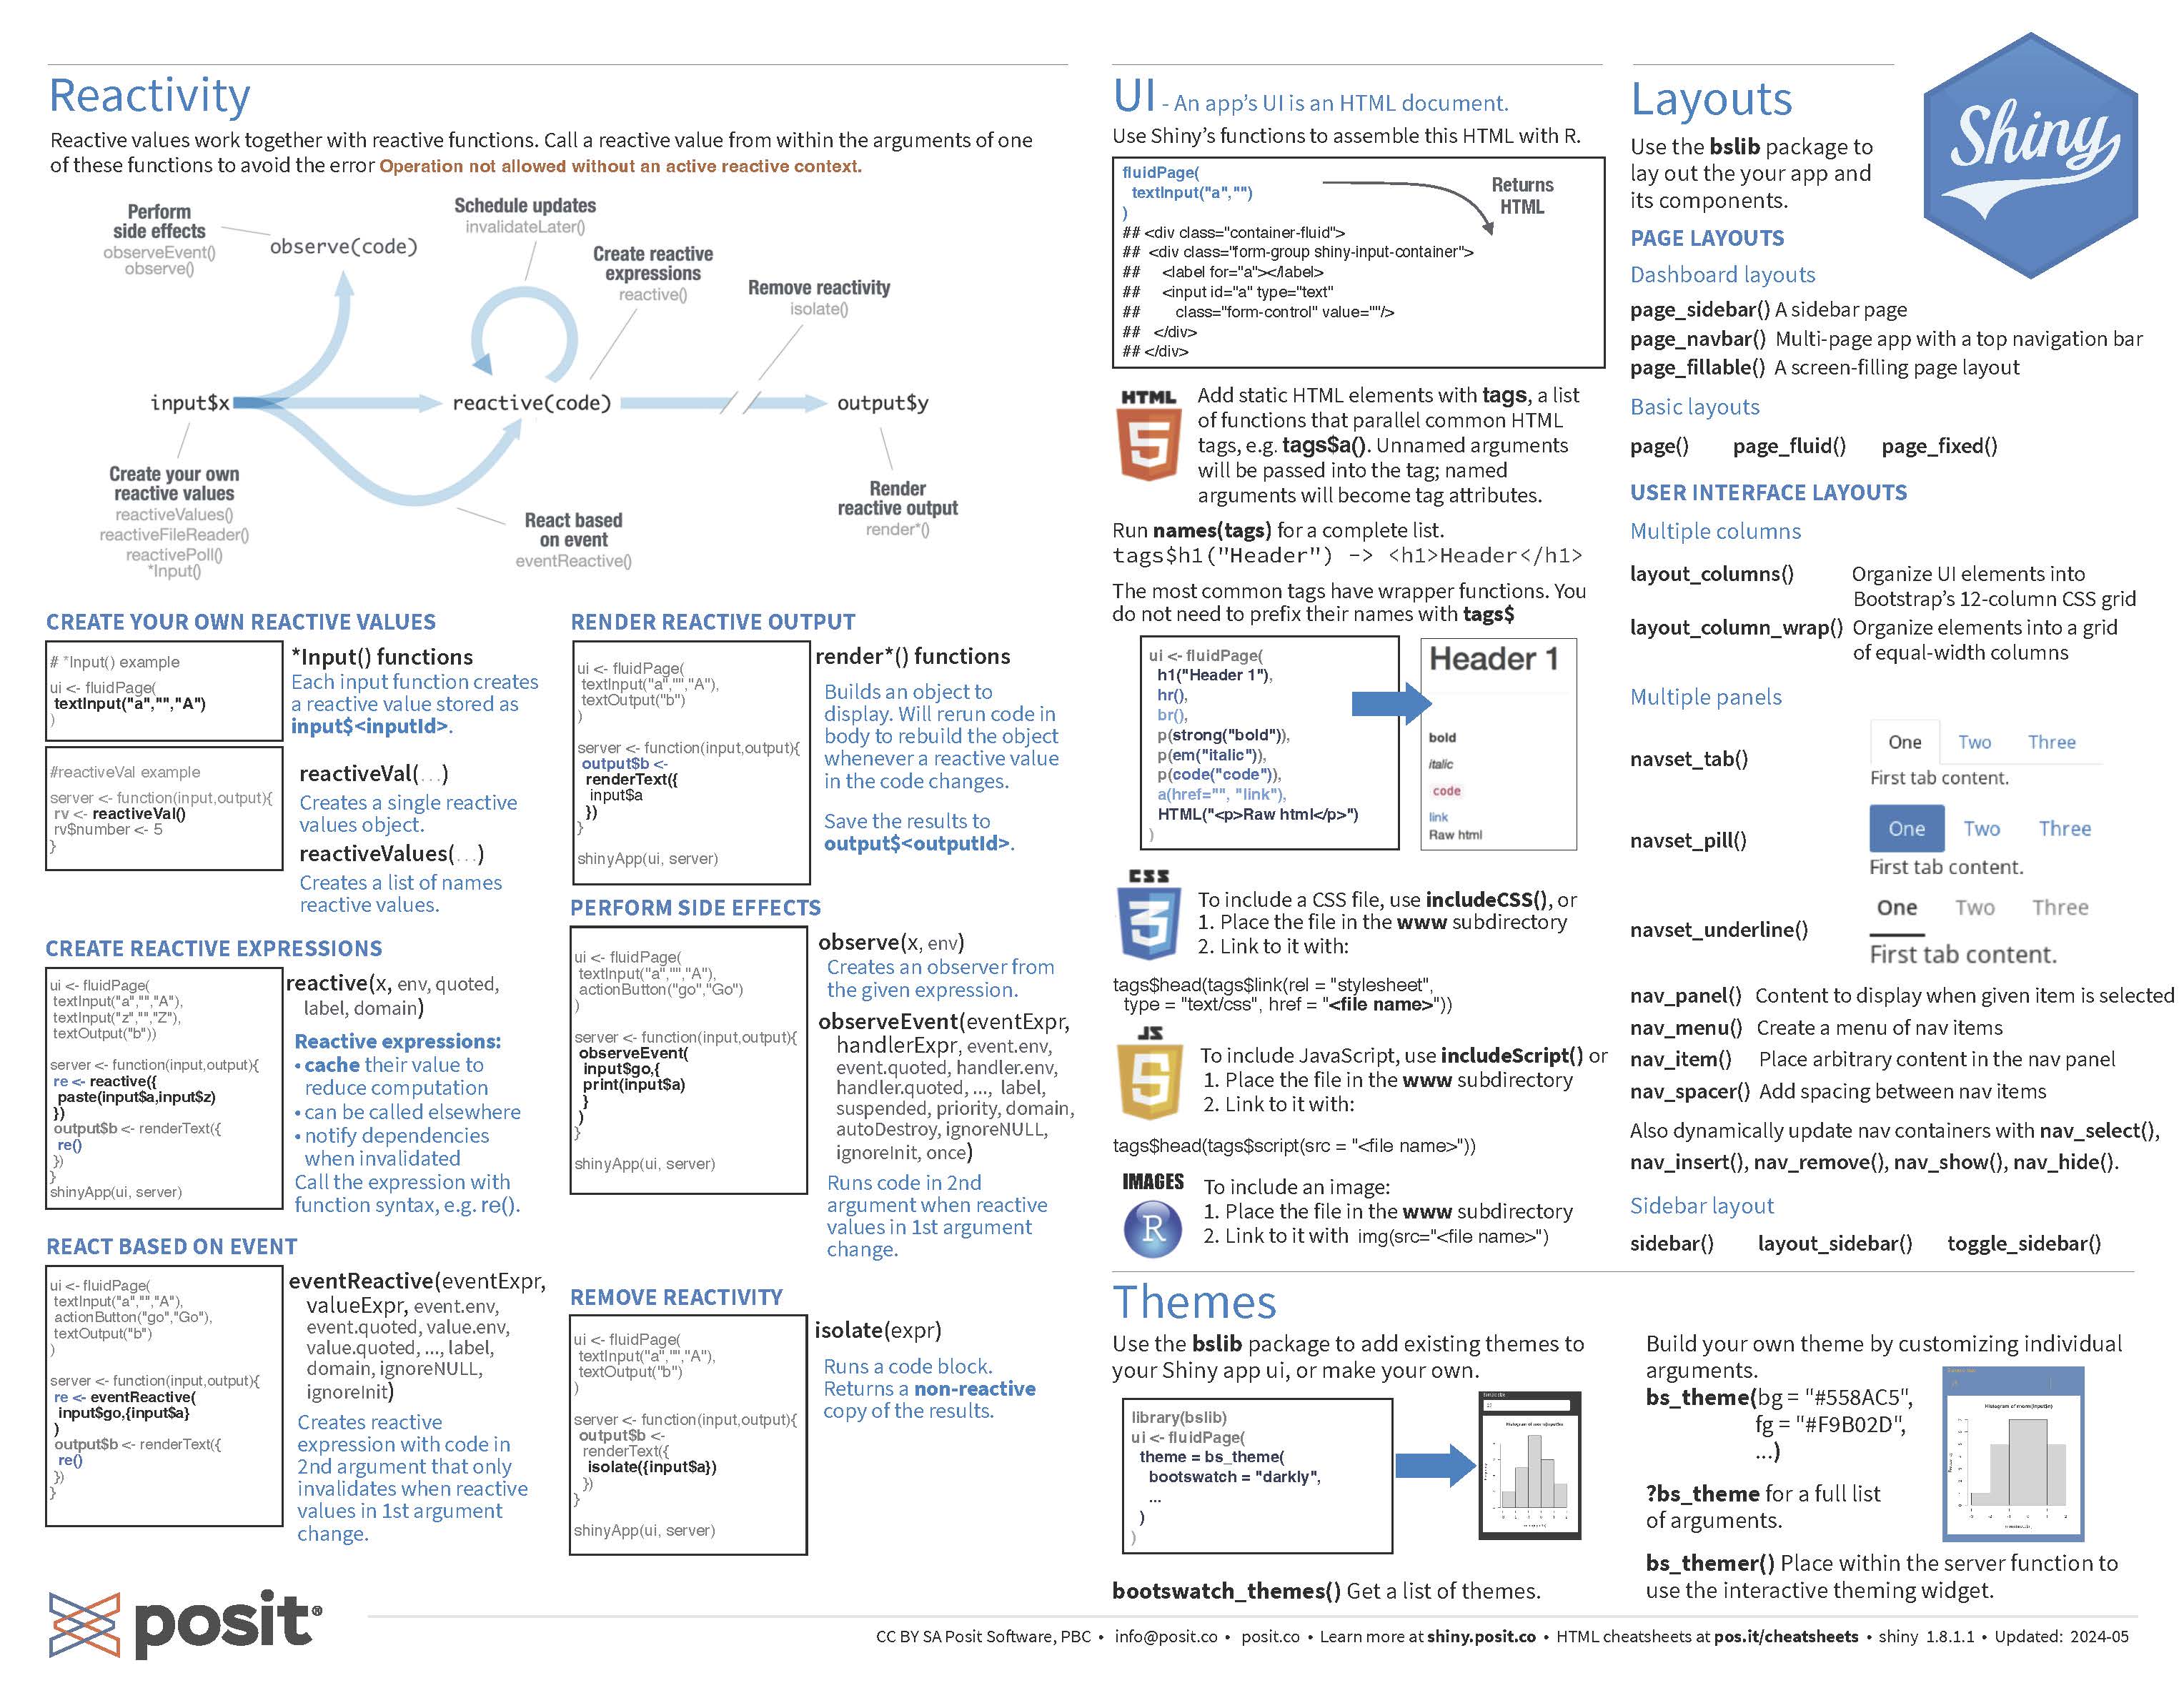 Reactivity
Reactive values work together with reactive functions. Call a reactive value from within the arguments of one
of these functions to avoid the error Operation not allowed without an active reactive context.
Perform
side effects
observeEvent()
observe()
observe(code)
Schedule updates
invalidateLater()
Create reactive
expressions
reactive()
Remove reactivity
isolate()
input$x
reactive(code)
output$y
Create your own
reactive values
reactiveValues()
reactiveFileReader()
reactivePoll()
*Input()
React based
on event
eventReactive()
Render
reactive output
render*()
CREATE YOUR OWN REACTIVE VALUES
# *Input() example
ui <- fluidPage(
textInput("a","","A")
)
*Input() functions
Each input function creates
a reactive value stored as
input$<inputId>.
#reactiveVal example
server <- function(input,output){
rv <- reactiveVal()
rv$number <- 5
}
reactiveVal(...)
Creates a single reactive
values object.
reactiveValues(...)
Creates a list of names
reactive values.
CREATE REACTIVE EXPRESSIONS
ui <- fluidPage(
textInput("a","","A"),
textInput("z","","Z"),
textOutput("b"))
server <- function(input,output){
re <- reactive({
paste(input$a,input$z)
})
output$b <- renderText({
re()
})
}
shinyApp(ui, server)
reactive(x, env, quoted,
label, domain)
Reactive expressions:
• cache their value to
reduce computation
• can be called elsewhere
• notify dependencies
when invalidated
Call the expression with
function syntax, e.g. re().
REACT BASED ON EVENT
ui <- fluidPage(
textInput("a","","A"),
actionButton("go","Go"),
textOutput("b")
)
server <- function(input,output){
re <- eventReactive(
input$go,{input$a}
)
output$b <- renderText({
re()
})
}
eventReactive(eventExpr,
valueExpr, event.env,
event.quoted, value.env,
value.quoted, ..., label,
domain, ignoreNULL,
ignoreInit)
Creates reactive
expression with code in
2nd argument that only
invalidates when reactive
values in 1st argument
change.
RENDER REACTIVE OUTPUT
ui <- fluidPage(
textInput("a","","A"),
textOutput("b")
)
server <- function(input,output){
output$b <-
renderText({
input$a
})
}
shinyApp(ui, server)
render*() functions
Builds an object to
display. Will rerun code in
body to rebuild the object
whenever a reactive value
in the code changes.
Save the results to
output$<outputId>.
PERFORM SIDE EFFECTS
ui <- fluidPage(
textInput("a","","A"),
actionButton("go","Go")
)
server <- function(input,output){
observeEvent(
input$go,{
print(input$a)
}
)
}
shinyApp(ui, server)
observe(x, env)
Creates an observer from
the given expression.
observeEvent(eventExpr,
handlerExpr, event.env,
event.quoted, handler.env,
handler.quoted, ..., label,
suspended, priority, domain,
autoDestroy, ignoreNULL,
ignoreInit, once)
Runs code in 2nd
argument when reactive
values in 1st argument
change.
REMOVE REACTIVITY
ui <- fluidPage(
textInput("a","","A"),
textOutput("b")
)
server <- function(input,output){
output$b <-
renderText({
isolate({input$a})
})
}
shinyApp(ui, server)
isolate(expr)
Runs a code block.
Returns a non-reactive
copy of the results.
UI - An app's UI is an HTML document.
Use Shiny's functions to assemble this HTML with R.
fluidPage(
textInput("a","")
)
## <div class="container-fluid">
## <div class="form-group shiny-input-container">
## <label for="a"></label>
## <input id="a" type="text"
## class="form-control" value=""/>
## </div>
## </div>
Returns
HTML
HTML
5
Add static HTML elements with tags, a list
of functions that parallel common HTML
tags, e.g. tags$a(). Unnamed arguments
will be passed into the tag; named
arguments will become tag attributes.
Run names(tags) for a complete list.
tags$h1("Header") -> <h1>Header</h1>
The most common tags have wrapper functions. You
do not need to prefix their names with tags$
ui <- fluidPage(
h1("Header 1"),
hr(),
br(),
p(strong("bold")),
p(em("italic")),
p(code("code")),
a(href="", "link"),
HTML("<p>Raw html</p>")
)
Header 1
bold
italic
code
link
Raw html
CSS
3
To include a CSS file, use includeCSS(), or
1. Place the file in the www subdirectory
2. Link to it with:
tags$head(tags$link(rel = "stylesheet",
type = "text/css", href = "<file name>"))
JS
5
To include JavaScript, use includeScript() or
1. Place the file in the www subdirectory
2. Link to it with:
tags$head(tags$script(src = "<file name>"))
IMAGES
R
To include an image:
1. Place the file in the www subdirectory
2. Link to it with img(src="<file name>")
Layouts
Shiny
Use the bslib package to
lay out the your app and
its components.
PAGE LAYOUTS
Dashboard layouts
page_sidebar() A sidebar page
page_navbar() Multi-page app with a top navigation bar
page_fillable() A screen-filling page layout
Basic layouts
page() page_fluid() page_fixed()
USER INTERFACE LAYOUTS
Multiple columns
layout_columns() Organize UI elements into
Bootstrap's 12-column CSS grid
layout_column_wrap() Organize elements into a grid
of equal-width columns
Multiple panels
navset_tab()
One Two Three
First tab content.
navset_pill()
One Two Three
First tab content.
navset_underline()
One Two Three
First tab content.
nav_panel() Content to display when given item is selected
nav_menu() Create a menu of nav items
nav_item() Place arbitrary content in the nav panel
nav_spacer() Add spacing between nav items
Also dynamically update nav containers with nav_select(),
nav_insert(), nav_remove(), nav_show(), nav_hide().
Sidebar layout
sidebar() layout_sidebar() toggle_sidebar()
Themes
Use the bslib package to add existing themes to
your Shiny app ui, or make your own.
library(bslib)
ui <- fluidPage(
theme = bs_theme(
bootswatch = "darkly",
...
)
)
Histogram of rnorm(input$n)
bootswatch_themes() Get a list of themes.
Build your own theme by customizing individual
arguments.
bs_theme(bg = "#558AC5",
fg = "#F9B02D",
...)
Histogram of rnorm(input$n)
?bs_theme for a full list
of arguments.
bs_themer() Place within the server function to
use the interactive theming widget.
posit®
CC BY SA Posit Software, PBC • info@posit.co • posit.co • Learn more at shiny.posit.co • HTML cheatsheets at pos.it/cheatsheets • shiny 1.8.1.1 • Updated: 2024-05